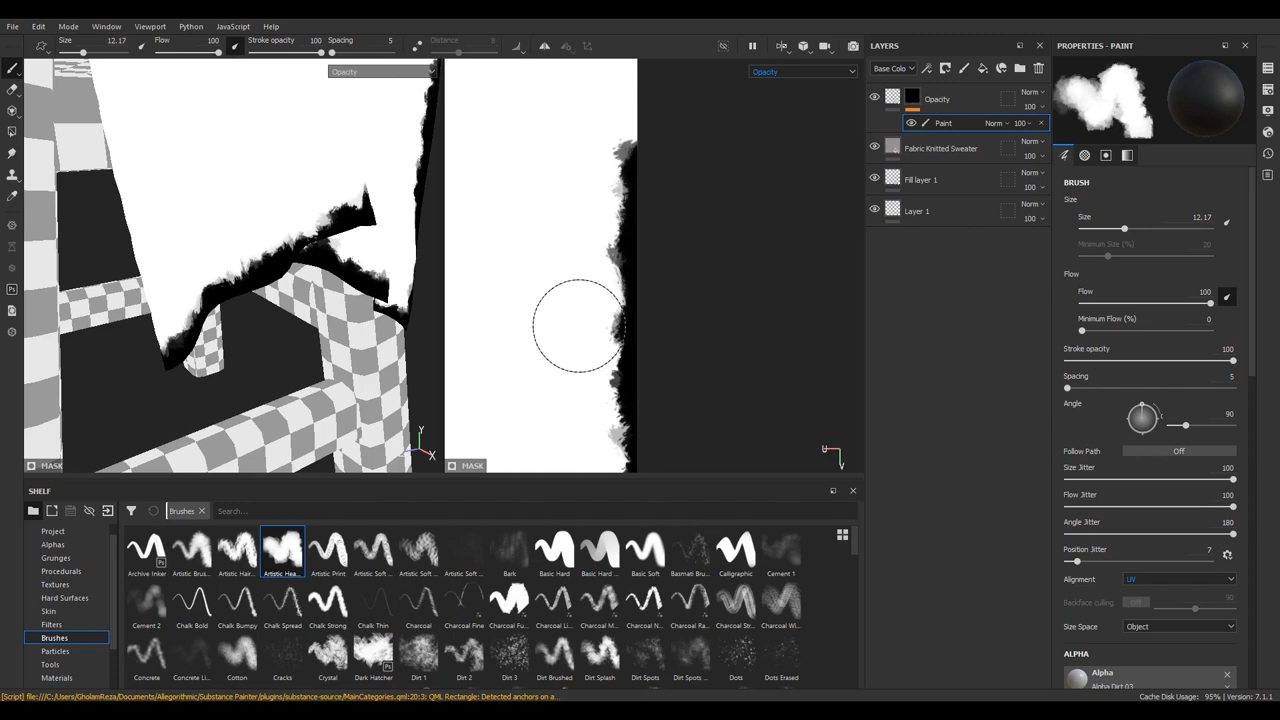 File Edit Mode Window Viewport Python JavaScript Help
Size 12.17 Flow 100 Stroke opacity 100 Spacing 5 Distance 8
Opacity
Opacity
MASK
MASK
Y
X
U
V
LAYERS
Base Colo
Opacity Norm 100
Paint Norm 100
Fabric Knitted Sweater Norm 100
Fill layer 1 Norm 100
Layer 1 Norm 100
PROPERTIES - PAINT
BRUSH
Size
Size 12.17
Minimum Size (%) 20
Flow
Flow 100
Minimum Flow (%) 0
Stroke opacity 100
Spacing 5
Angle 90
Follow Path Off
Size Jitter 100
Flow Jitter 100
Angle Jitter 180
Position Jitter 7
Alignment UV
Backface culling Off 90
Size Space Object
ALPHA
Alpha
Alpha Dirt 03
SHELF
Brushes Search...
Project
Alphas
Grunges
Procedurals
Textures
Hard Surfaces
Skin
Filters
Brushes
Particles
Tools
Materials
Archive Inker Artistic Brus... Artistic Hair... Artistic Hea... Artistic Print Artistic Soft ... Artistic Soft ... Artistic Soft ... Bark Basic Hard Basic Hard ... Basic Soft Basmati Bru... Calligraphic Cement 1
Cement 2 Chalk Bold Chalk Bumpy Chalk Spread Chalk Strong Chalk Thin Charcoal Charcoal Fine Charcoal Fu... Charcoal Li... Charcoal M... Charcoal N... Charcoal Ra... Charcoal Str... Charcoal Wi...
Concrete Concrete Li... Cotton Cracks Crystal Dark Hatcher Dirt 1 Dirt 2 Dirt 3 Dirt Brushed Dirt Splash Dirt Spots Dirt Spots ... Dots Dots Erased
[Script] file:///C:/Users/GholamReza/Documents/Allegorithmic/Substance Painter/plugins/substance-source/MainCategories.qml:20:3: QML Rectangle: Detected anchors on a...
Cache Disk Usage: 95% | Version: 7.1.1